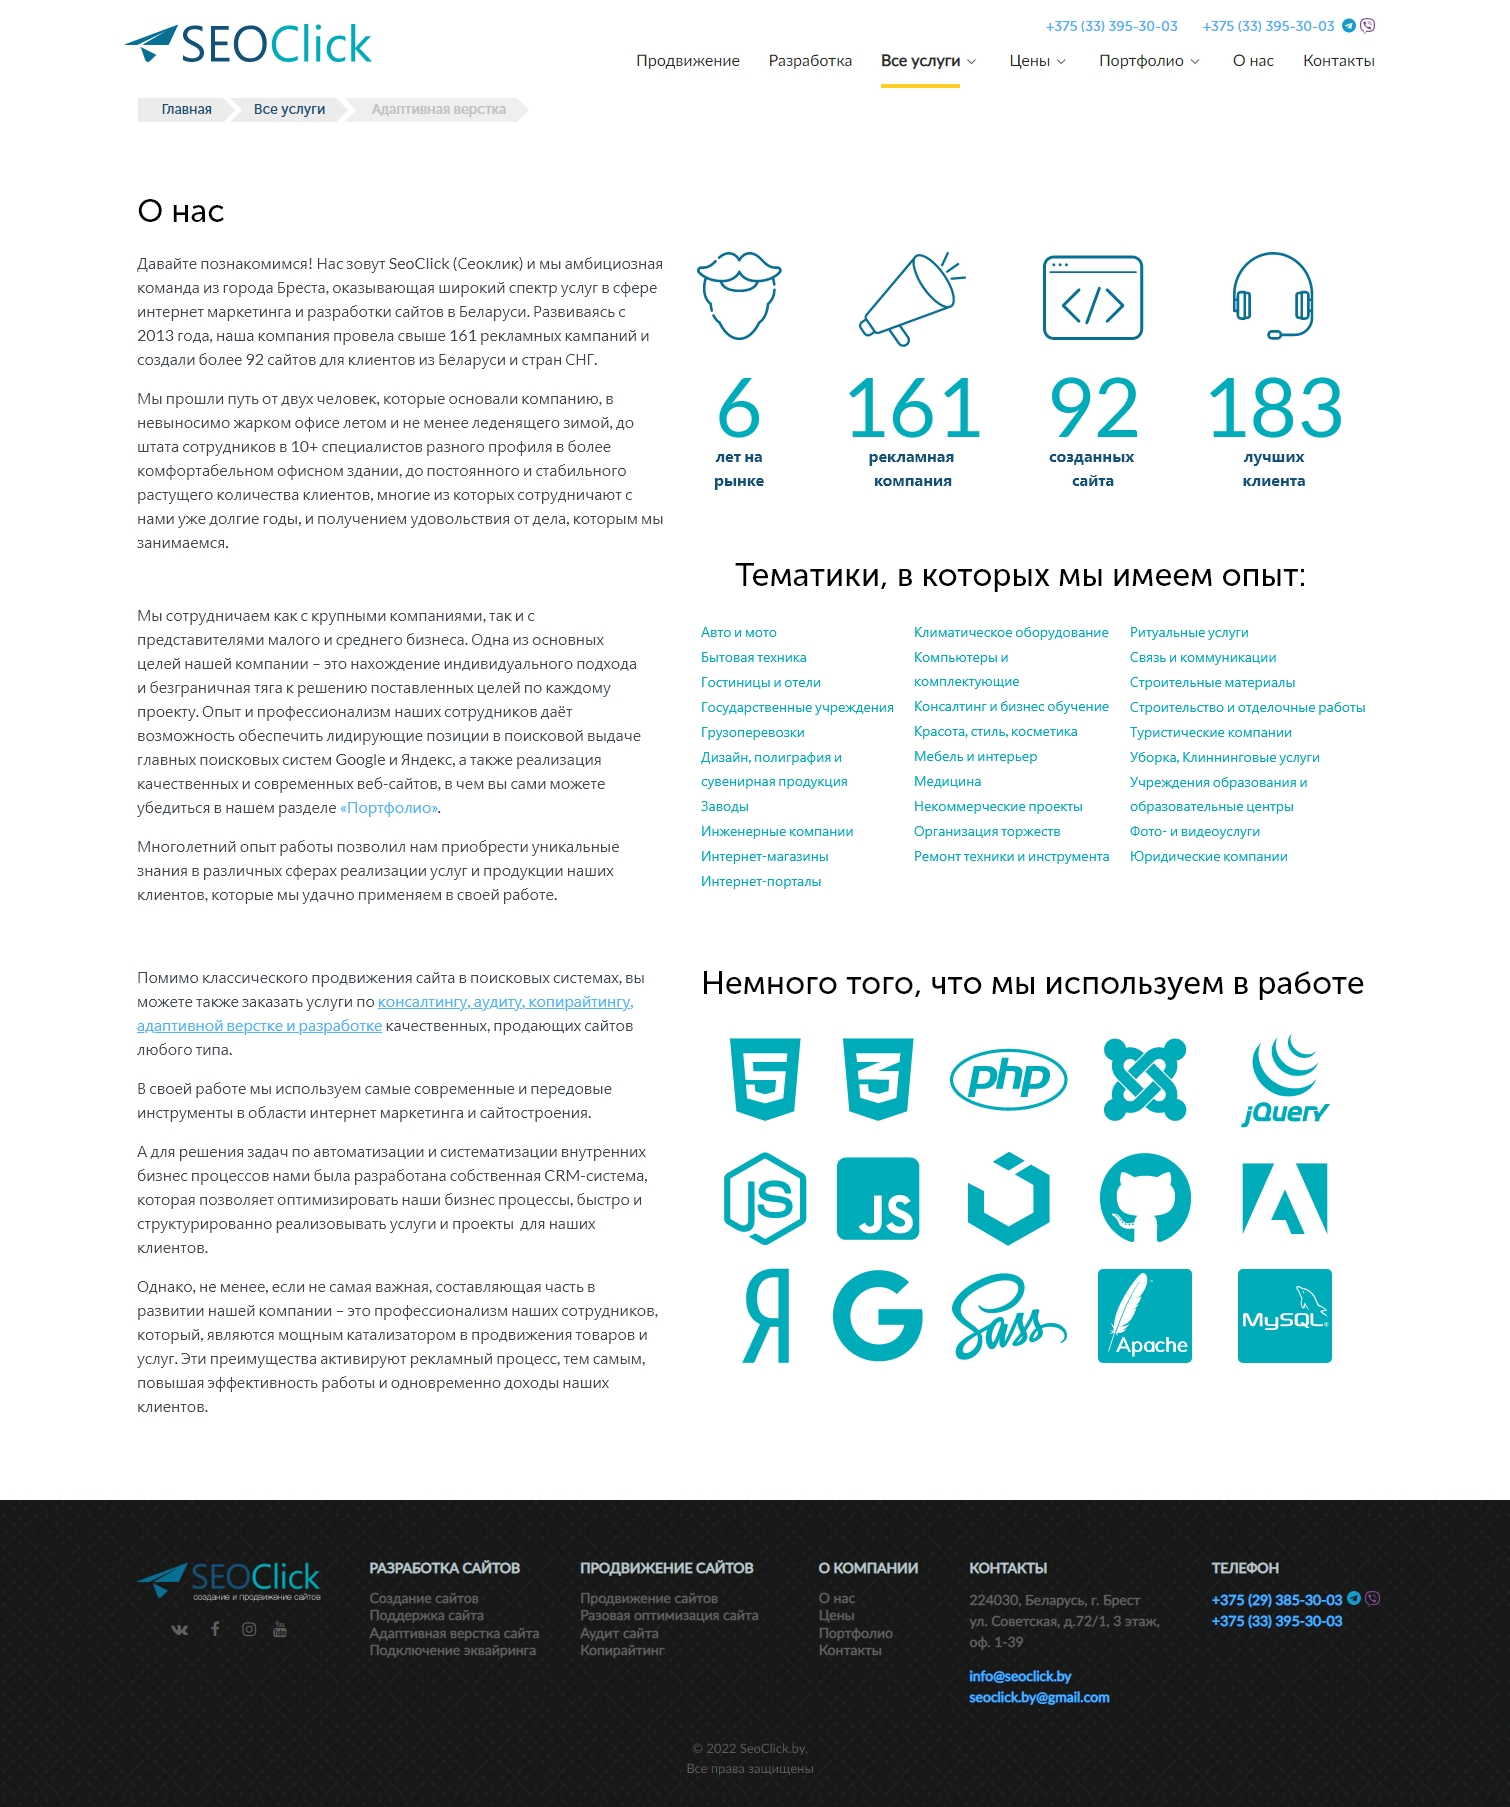 SEOClick
+375 (33) 395-30-03 +375 (33) 395-30-03
Продвижение Разработка Все услуги Цены Портфолио О нас Контакты
Главная Все услуги Адаптивная верстка
О нас
Давайте познакомимся! Нас зовут SeoClick (Сеоклик) и мы амбициозная
команда из города Бреста, оказывающая широкий спектр услуг в сфере
интернет маркетинга и разработки сайтов в Беларуси. Развиваясь с
2013 года, наша компания провела свыше 161 рекламных кампаний и
создали более 92 сайтов для клиентов из Беларуси и стран СНГ.
Мы прошли путь от двух человек, которые основали компанию, в
невыносимо жарком офисе летом и не менее леденящего зимой, до
штата сотрудников в 10+ специалистов разного профиля в более
комфортабельном офисном здании, до постоянного и стабильного
растущего количества клиентов, многие из которых сотрудничают с
нами уже долгие годы, и получением удовольствия от дела, которым мы
занимаемся.
6 161 92 183
лет на рекламная созданных лучших
рынке компания сайта клиента
Мы сотрудничаем как с крупными компаниями, так и с
представителями малого и среднего бизнеса. Одна из основных
целей нашей компании – это нахождение индивидуального подхода
и безграничная тяга к решению поставленных целей по каждому
проекту. Опыт и профессионализм наших сотрудников даёт
возможность обеспечить лидирующие позиции в поисковой выдаче
главных поисковых систем Google и Яндекс, а также реализация
качественных и современных веб-сайтов, в чем вы сами можете
убедиться в нашем разделе «Портфолио».
Многолетний опыт работы позволил нам приобрести уникальные
знания в различных сферах реализации услуг и продукции наших
клиентов, которые мы удачно применяем в своей работе.
Тематики, в которых мы имеем опыт:
Авто и мото
Бытовая техника
Гостиницы и отели
Государственные учреждения
Грузоперевозки
Дизайн, полиграфия и
сувенирная продукция
Заводы
Инженерные компании
Интернет-магазины
Интернет-порталы
Климатическое оборудование
Компьютеры и
комплектующие
Консалтинг и бизнес обучение
Красота, стиль, косметика
Мебель и интерьер
Медицина
Некоммерческие проекты
Организация торжеств
Ремонт техники и инструмента
Ритуальные услуги
Связь и коммуникации
Строительные материалы
Строительство и отделочные работы
Туристические компании
Уборка, Клиннинговые услуги
Учреждения образования и
образовательные центры
Фото- и видеоуслуги
Юридические компании
Помимо классического продвижения сайта в поисковых системах, вы
можете также заказать услуги по консалтингу, аудиту, копирайтингу,
адаптивной верстке и разработке качественных, продающих сайтов
любого типа.
В своей работе мы используем самые современные и передовые
инструменты в области интернет маркетинга и сайтостроения.
А для решения задач по автоматизации и систематизации внутренних
бизнес процессов нами была разработана собственная CRM-система,
которая позволяет оптимизировать наши бизнес процессы, быстро и
структурированно реализовывать услуги и проекты для наших
клиентов.
Однако, не менее, если не самая важная, составляющая часть в
развитии нашей компании – это профессионализм наших сотрудников,
который, являются мощным катализатором в продвижения товаров и
услуг. Эти преимущества активируют рекламный процесс, тем самым,
повышая эффективность работы и одновременно доходы наших
клиентов.
Немного того, что мы используем в работе
5 3 php jQuery
JS JS
Я G Sass Apache MySQL®
SEOClick
создание и продвижение сайтов
You
РАЗРАБОТКА САЙТОВ
Создание сайтов
Поддержка сайта
Адаптивная верстка сайта
Подключение эквайринга
ПРОДВИЖЕНИЕ САЙТОВ
Продвижение сайтов
Разовая оптимизация сайта
Аудит сайта
Копирайтинг
О КОМПАНИИ
О нас
Цены
Портфолио
Контакты
КОНТАКТЫ
224030, Беларусь, г. Брест
ул. Советская, д.72/1, 3 этаж,
оф. 1-39
info@seoclick.by
seoclick.by@gmail.com
ТЕЛЕФОН
+375 (29) 385-30-03
+375 (33) 395-30-03
© 2022 SeoClick.by.
Все права защищены